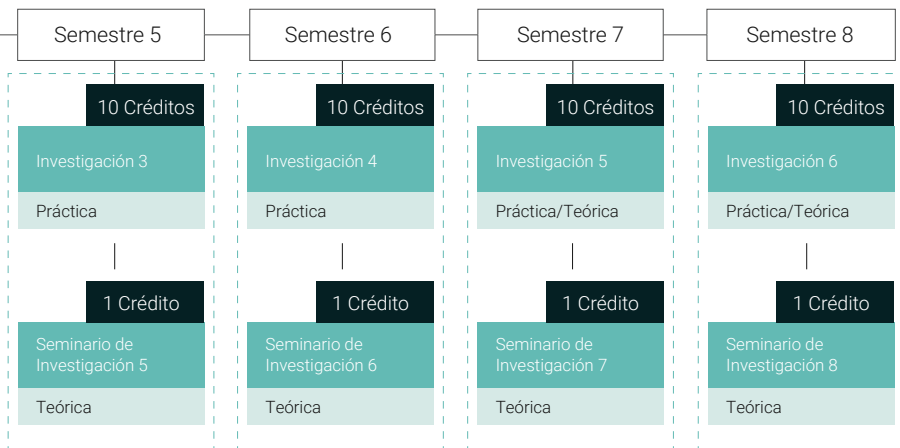 Semestre 5
10 Créditos
Investigación 3
Práctica
1 Crédito
Seminario de
Investigación 5
Teórica
Semestre 6
10 Créditos
Investigación 4
Práctica
1 Crédito
Seminario de
Investigación 6
Teórica
Semestre 7
10 Créditos
Investigación 5
Práctica/Teórica
1 Crédito
Seminario de
Investigación 7
Teórica
Semestre 8
10 Créditos
Investigación 6
Práctica/Teórica
1 Crédito
Seminario de
Investigación 8
Teórica